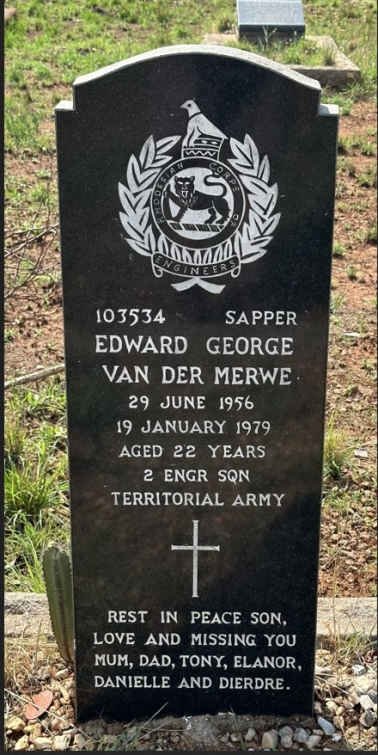 RHODESIAN CORPS OF
ENGINEERS
103534 SAPPER
EDWARD GEORGE
VAN DER MERWE
29 JUNE 1956
19 JANUARY 1979
AGED 22 YEARS
2 ENGR SQN
TERRITORIAL ARMY
REST IN PEACE SON,
LOVE AND MISSING YOU
MUM, DAD, TONY, ELANOR,
DANIELLE AND DIERDRE.